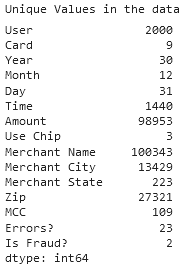 Unique Values in the data
User 2000
Card 9
Year 30
Month 12
Day 31
Time 1440
Amount 98953
Use Chip 3
Merchant Name 100343
Merchant City 13429
Merchant State 223
Zip 27321
MCC 109
Errors? 23
Is Fraud? 2
dtype: int64